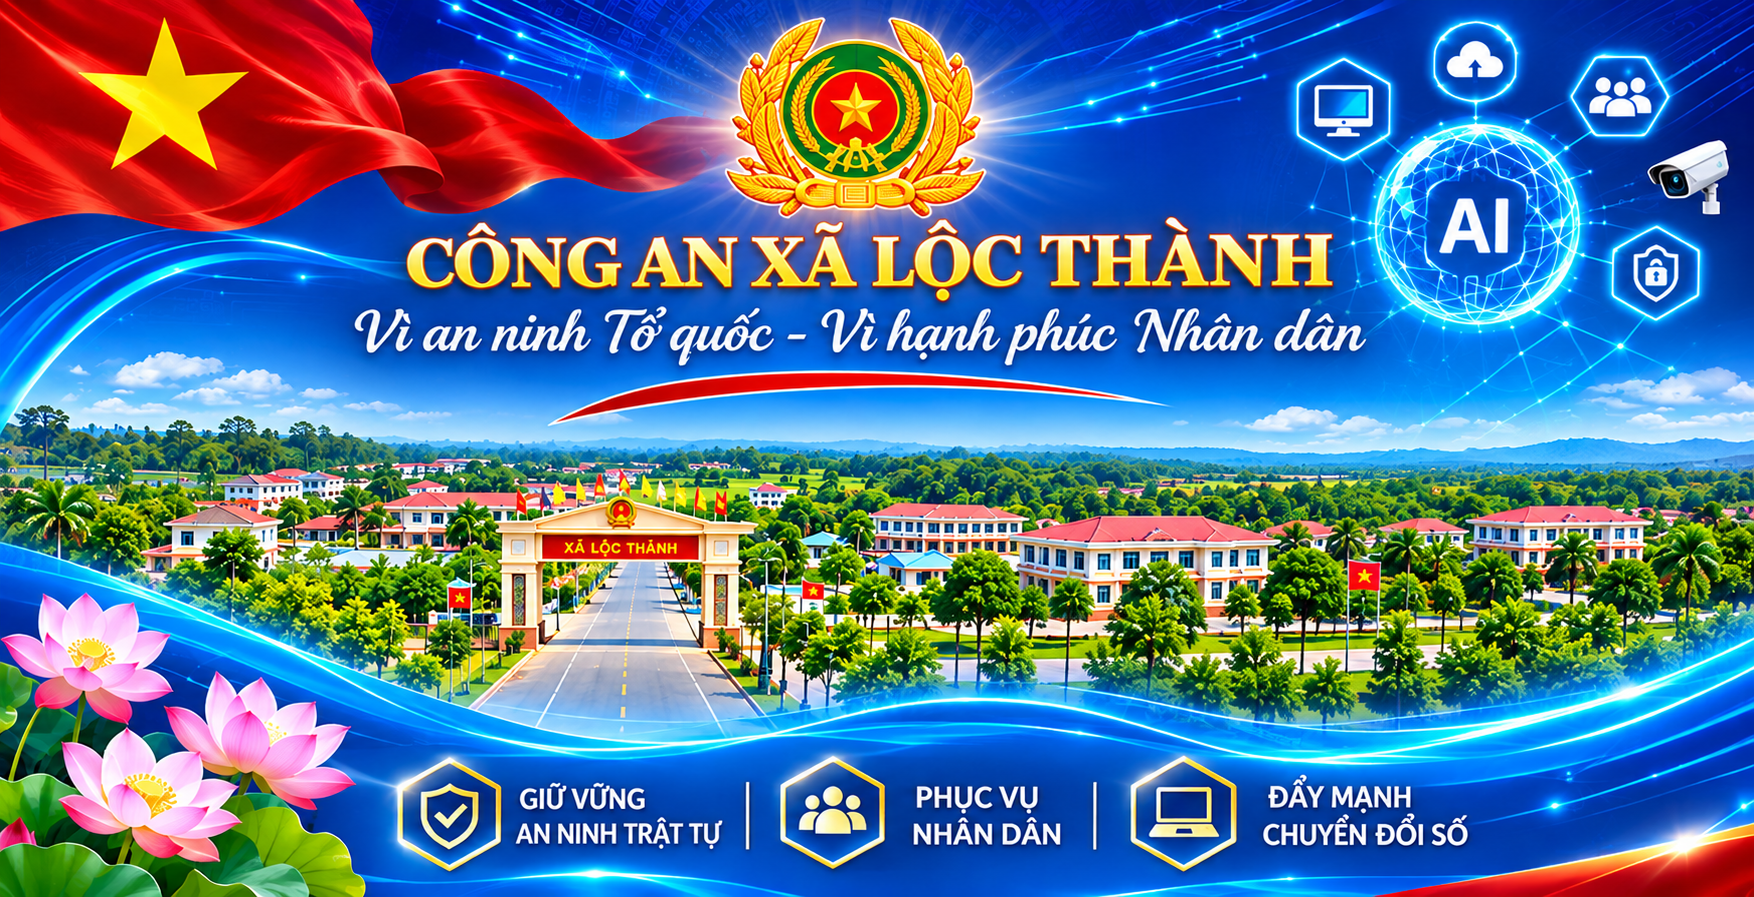 CÔNG AN XÃ LỘC THÀNH
Vì an ninh Tổ quốc - Vì hạnh phúc Nhân dân
AI
XÃ LỘC THÀNH
GIỮ VỮNG
AN NINH TRẬT TỰ
PHỤC VỤ
NHÂN DÂN
ĐẨY MẠNH
CHUYỂN ĐỔI SỐ